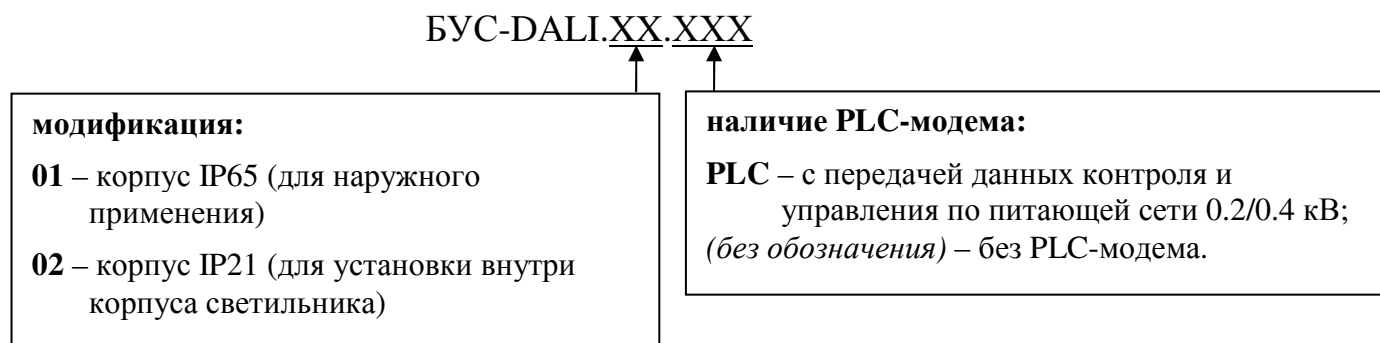 БУС-DALI.XX.XXX
модификация:
01 – корпус IP65 (для наружного
применения)
02 – корпус IP21 (для установки внутри
корпуса светильника)
наличие PLC-модема:
PLC – с передачей данных контроля и
управления по питающей сети 0.2/0.4 кВ;
(без обозначения) – без PLC-модема.